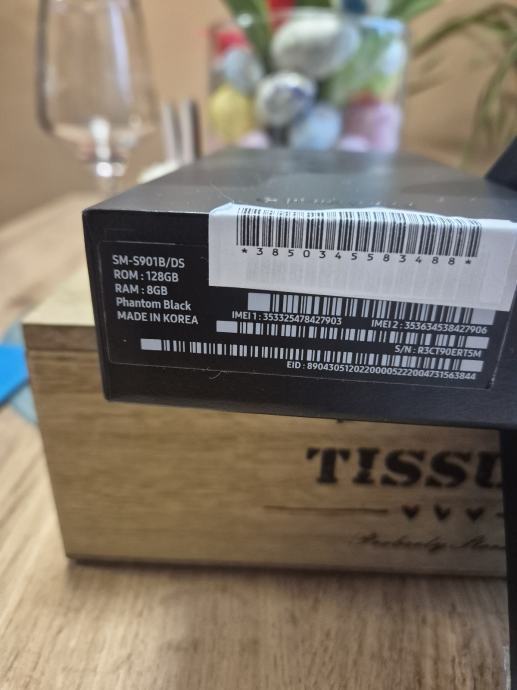 *38503455583488*
SM-S901B/DS
ROM : 128GB
RAM : 8GB
Phantom Black
MADE IN KOREA
IMEI 1 : 353325478427903
IMEI 2 : 353634538427906
S/N : R3CT90ERT5M
EID : 89043051202200005222004731563844
TISSU